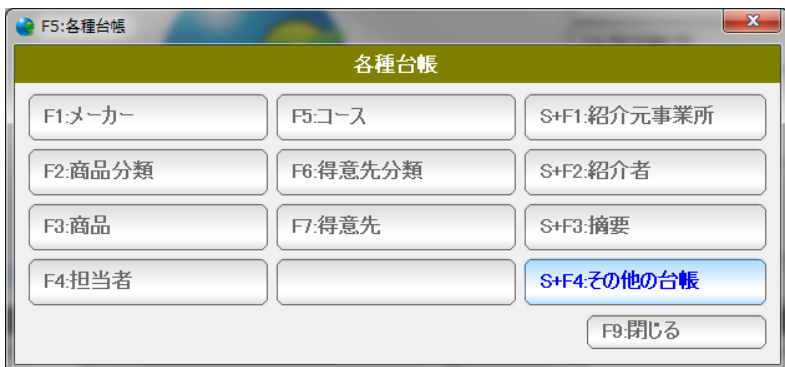 F5:各種台帳
各種台帳
F1:メーカー
F5:コース
S+F1:紹介元事業所
F2:商品分類
F6:得意先分類
S+F2:紹介者
F3:商品
F7:得意先
S+F3:摘要
F4:担当者
S+F4:その他の台帳
F9:閉じる